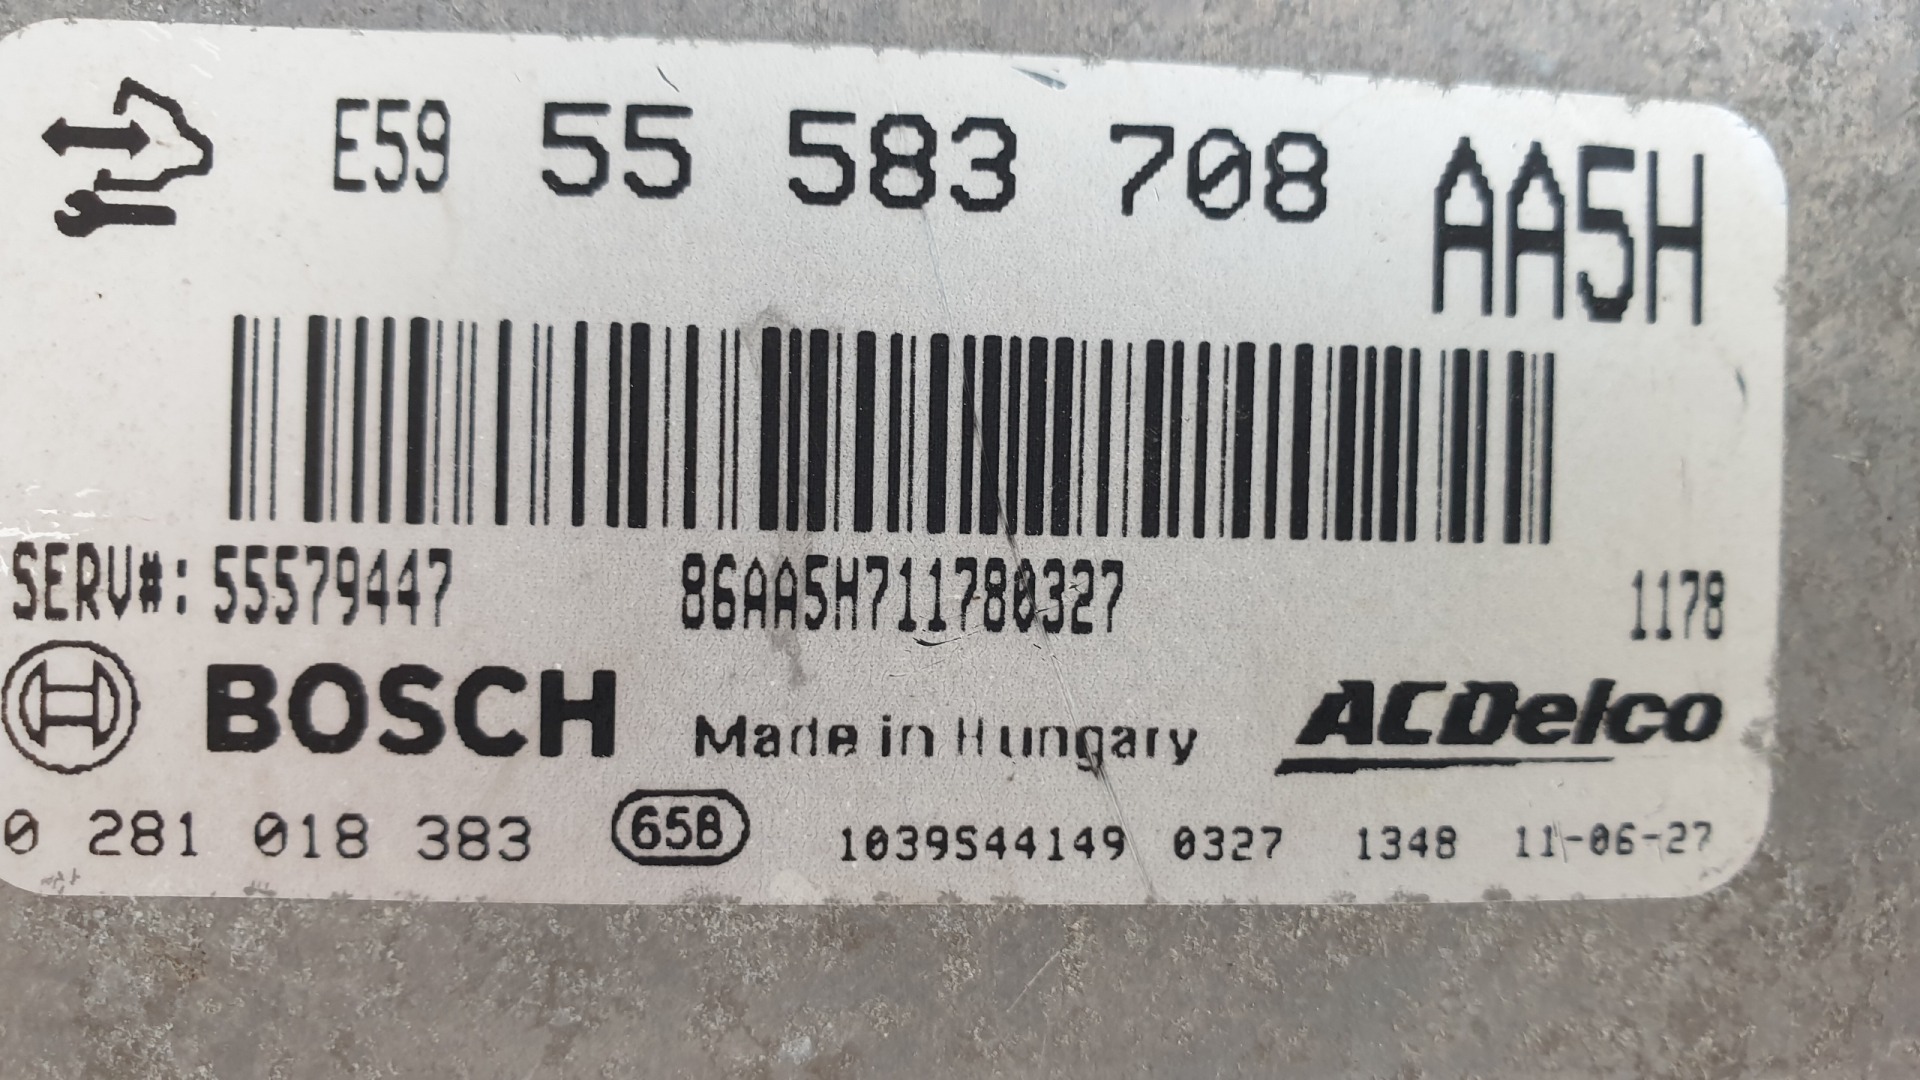 E59 55 583 708 AA5H
SERV#: 55579447 86AA5H711780327 1178
BOSCH Made in Hungary ACDelco
0 281 018 383 65B 1039S44149 0327 1348 11-06-27